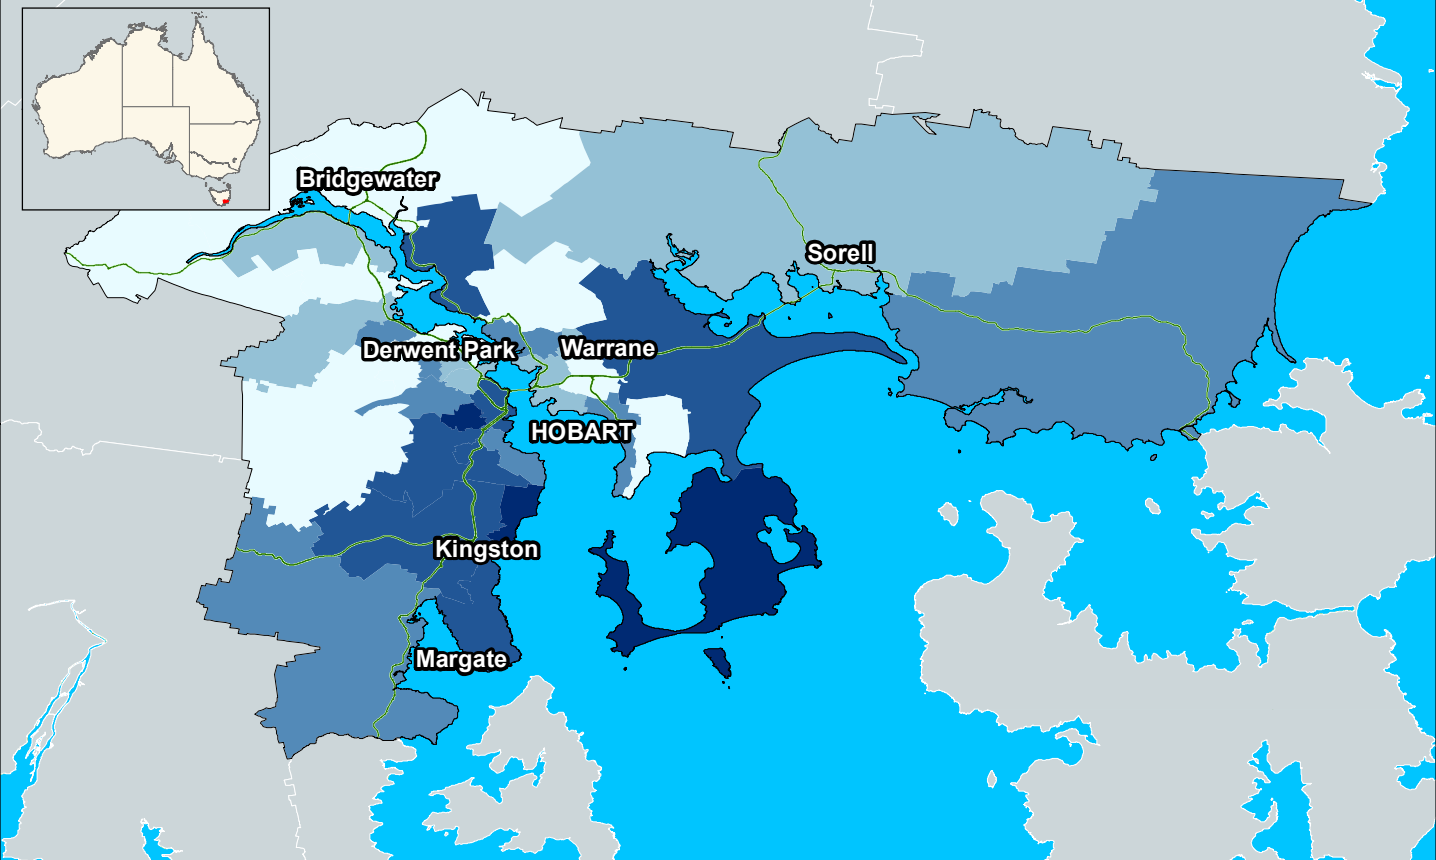 Bridgewater
Sorell
Derwent Park
Warrane
HOBART
Kingston
Margate